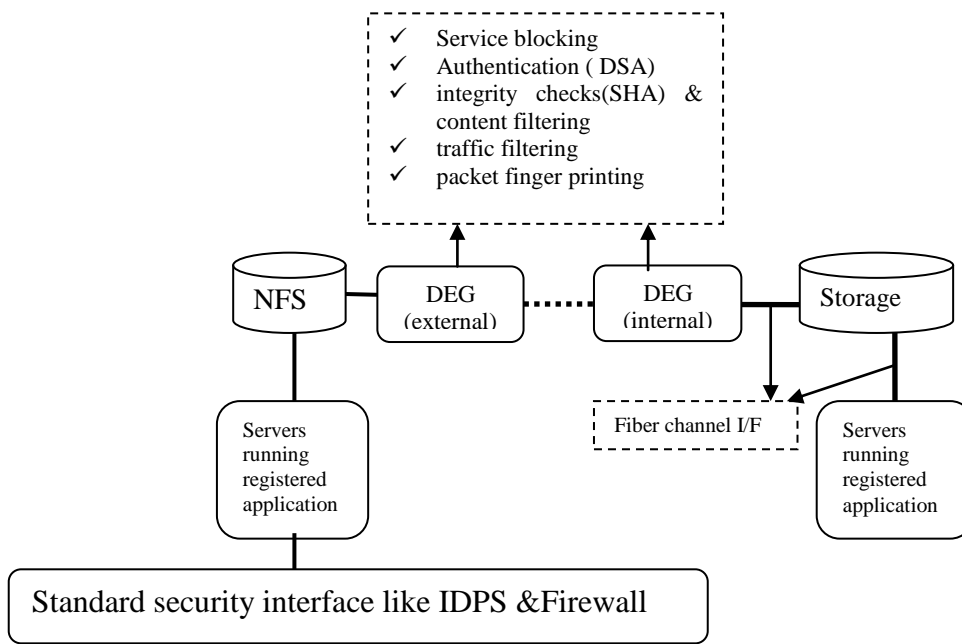 ✓ Service blocking
✓ Authentication ( DSA)
✓ integrity checks(SHA) &
content filtering
✓ traffic filtering
✓ packet finger printing
NFS
DEG
(external)
DEG
(internal)
Storage
Servers
running
registered
application
Fiber channel I/F
Servers
running
registered
application
Standard security interface like IDPS &Firewall